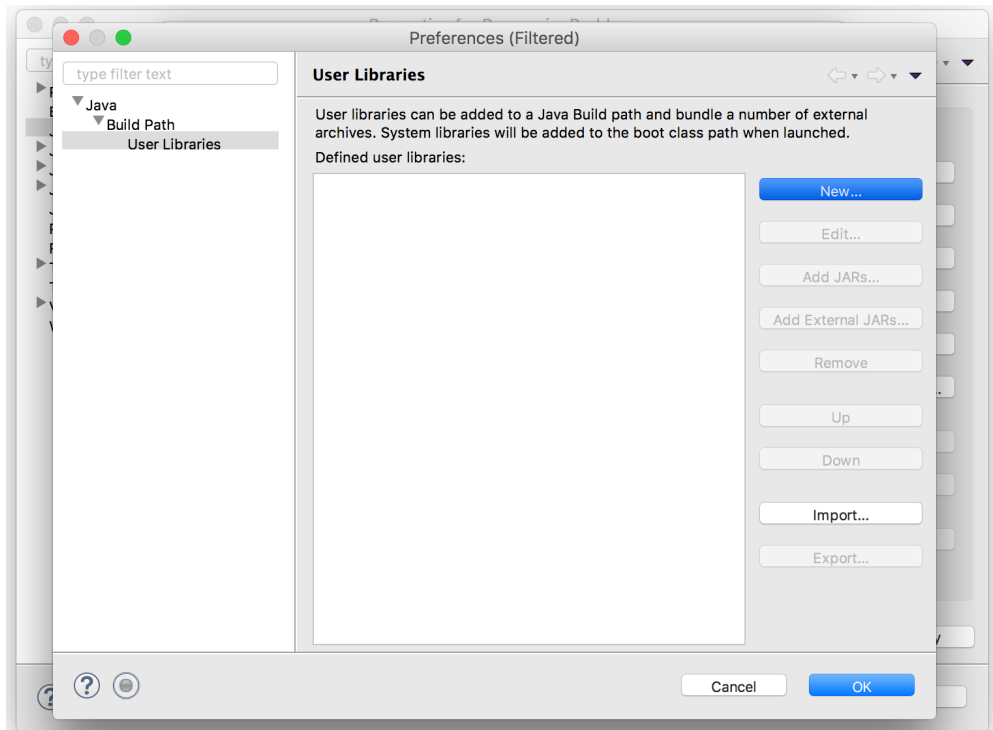 Preferences (Filtered)
ty
type filter text
Java
Build Path
User Libraries
User Libraries
User libraries can be added to a Java Build path and bundle a number of external
archives. System libraries will be added to the boot class path when launched.
Defined user libraries:
New...
Edit...
Add JARs...
Add External JARs...
Remove
Up
Down
Import...
Export...
Cancel
OK